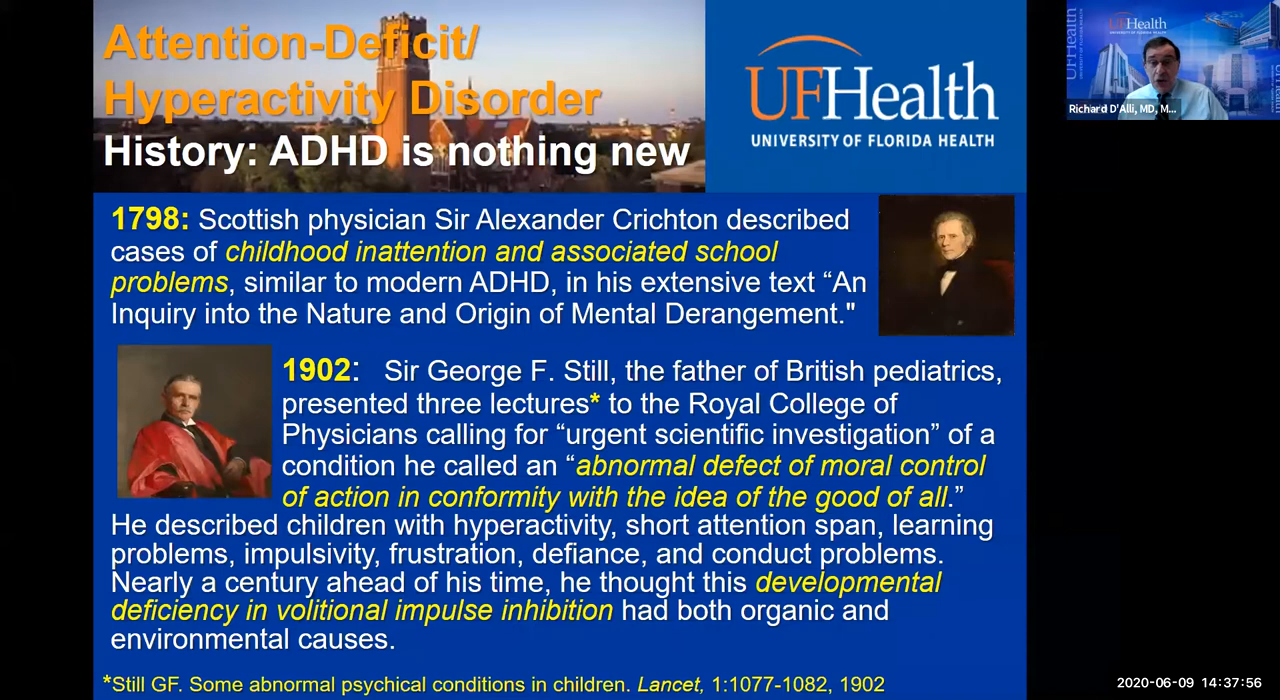 Attention-Deficit/
Hyperactivity Disorder
History: ADHD is nothing new
UFHealth
UNIVERSITY OF FLORIDA HEALTH
UFHealth
UFHealth
Richard D'Alli, MD, M...
1798: Scottish physician Sir Alexander Crichton described
cases of childhood inattention and associated school
problems, similar to modern ADHD, in his extensive text “An
Inquiry into the Nature and Origin of Mental Derangement."
1902: Sir George F. Still, the father of British pediatrics,
presented three lectures* to the Royal College of
Physicians calling for “urgent scientific investigation” of a
condition he called an “abnormal defect of moral control
of action in conformity with the idea of the good of all.”
He described children with hyperactivity, short attention span, learning
problems, impulsivity, frustration, defiance, and conduct problems.
Nearly a century ahead of his time, he thought this developmental
deficiency in volitional impulse inhibition had both organic and
environmental causes.
*Still GF. Some abnormal psychical conditions in children. Lancet, 1:1077-1082, 1902
2020-06-09 14:37:56